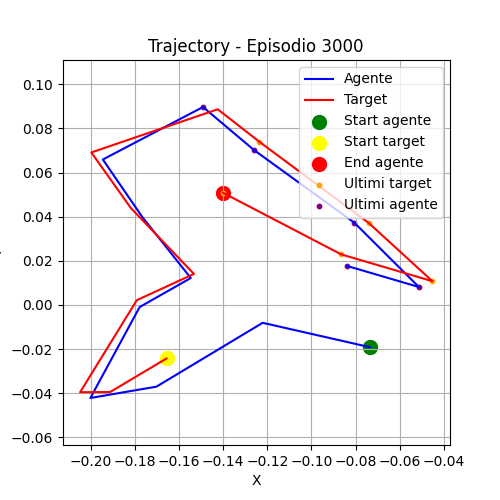 Trajectory - Episodio 3000
Agente
Target
Start agente
Start target
End agente
Ultimi target
Ultimi agente
0.10
0.08
0.06
0.04
0.02
0.00
−0.02
−0.04
−0.06
−0.20 −0.18 −0.16 −0.14 −0.12 −0.10 −0.08 −0.06 −0.04
X